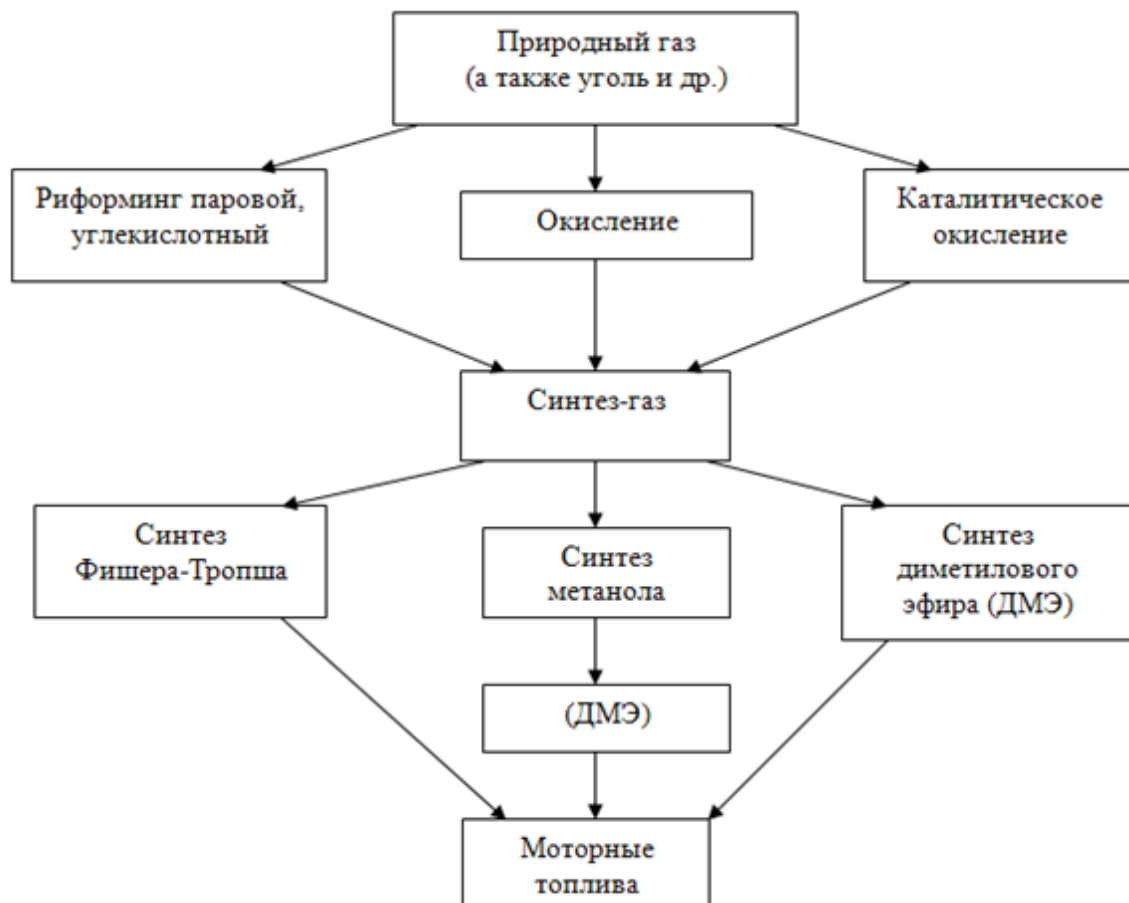 Природный газ
(а также уголь и др.)
Риформинг паровой,
углекислотный
Окисление
Каталитическое
окисление
Синтез-газ
Синтез
Фишера-Тропша
Синтез
метанола
Синтез
диметилового
эфира (ДМЭ)
(ДМЭ)
Моторные
топлива